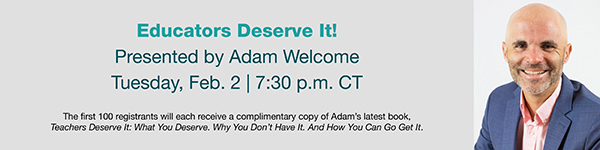 Educators Deserve It!
Presented by Adam Welcome
Tuesday, Feb. 2 | 7:30 p.m. CT
The first 100 registrants will each receive a complimentary copy of Adam's latest book,
Teachers Deserve It: What You Deserve. Why You Don't Have It. And How You Can Go Get It.